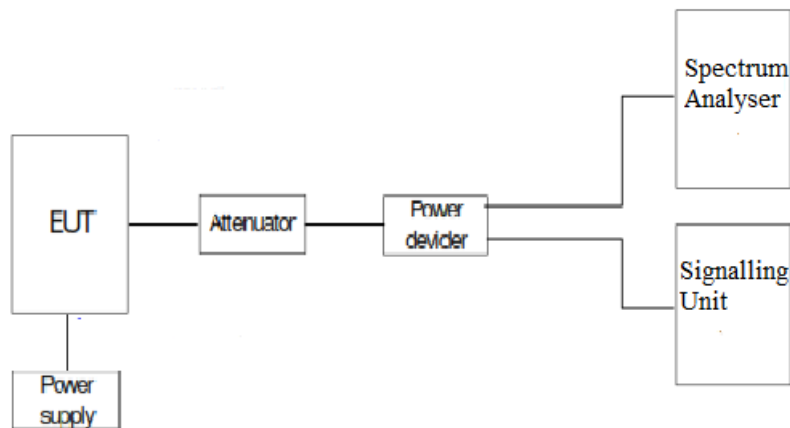 Spectrum
Analyser
EUT
Attenuator
Power
devider
Signalling
Unit
Power
supply